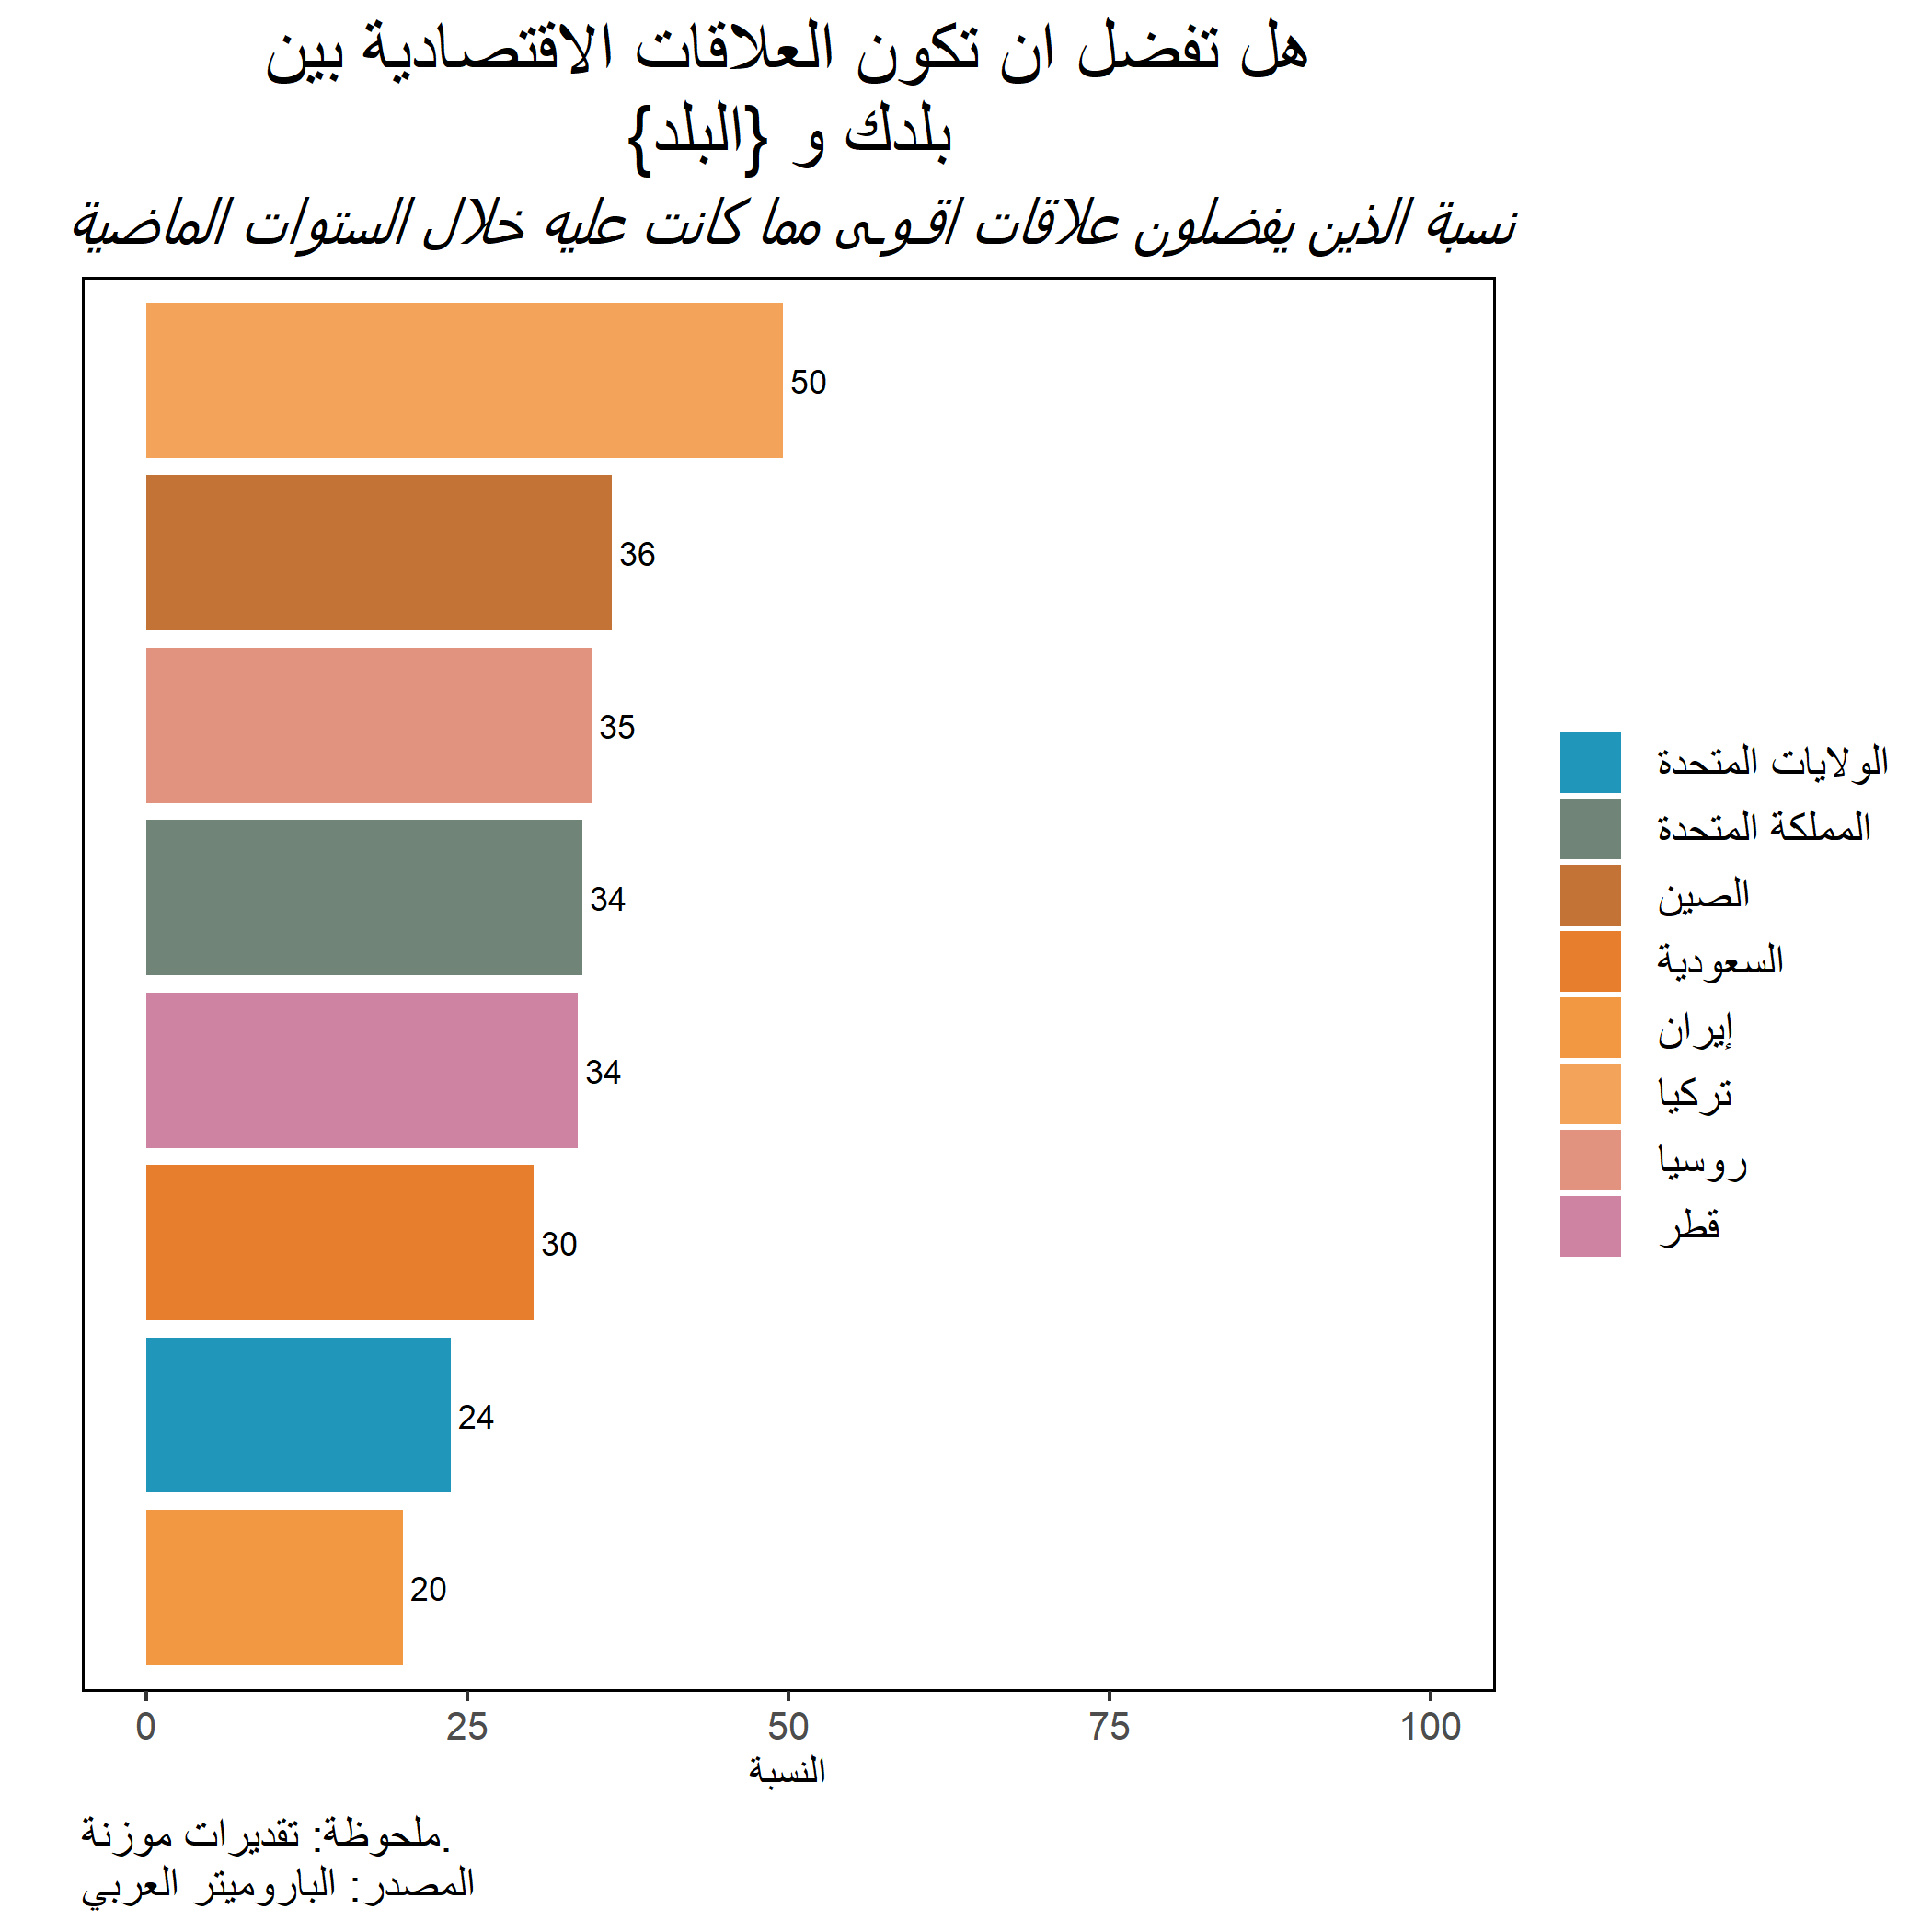 هل تفضل ان تكون العلاقات الاقتصادية بين
بلدك و {البلد}
نسبة الذين يفضلون علاقات اقوى مما كانت عليه خلال الستوات الماضية
50
36
35
34
34
30
24
20
0 25 50 75 100
النسبة
الولايات المتحدة
المملكة المتحدة
الصين
السعودية
إيران
تركيا
روسيا
قطر
ملحوظة: تقديرات موزنة.
المصدر: الباروميتر العربي